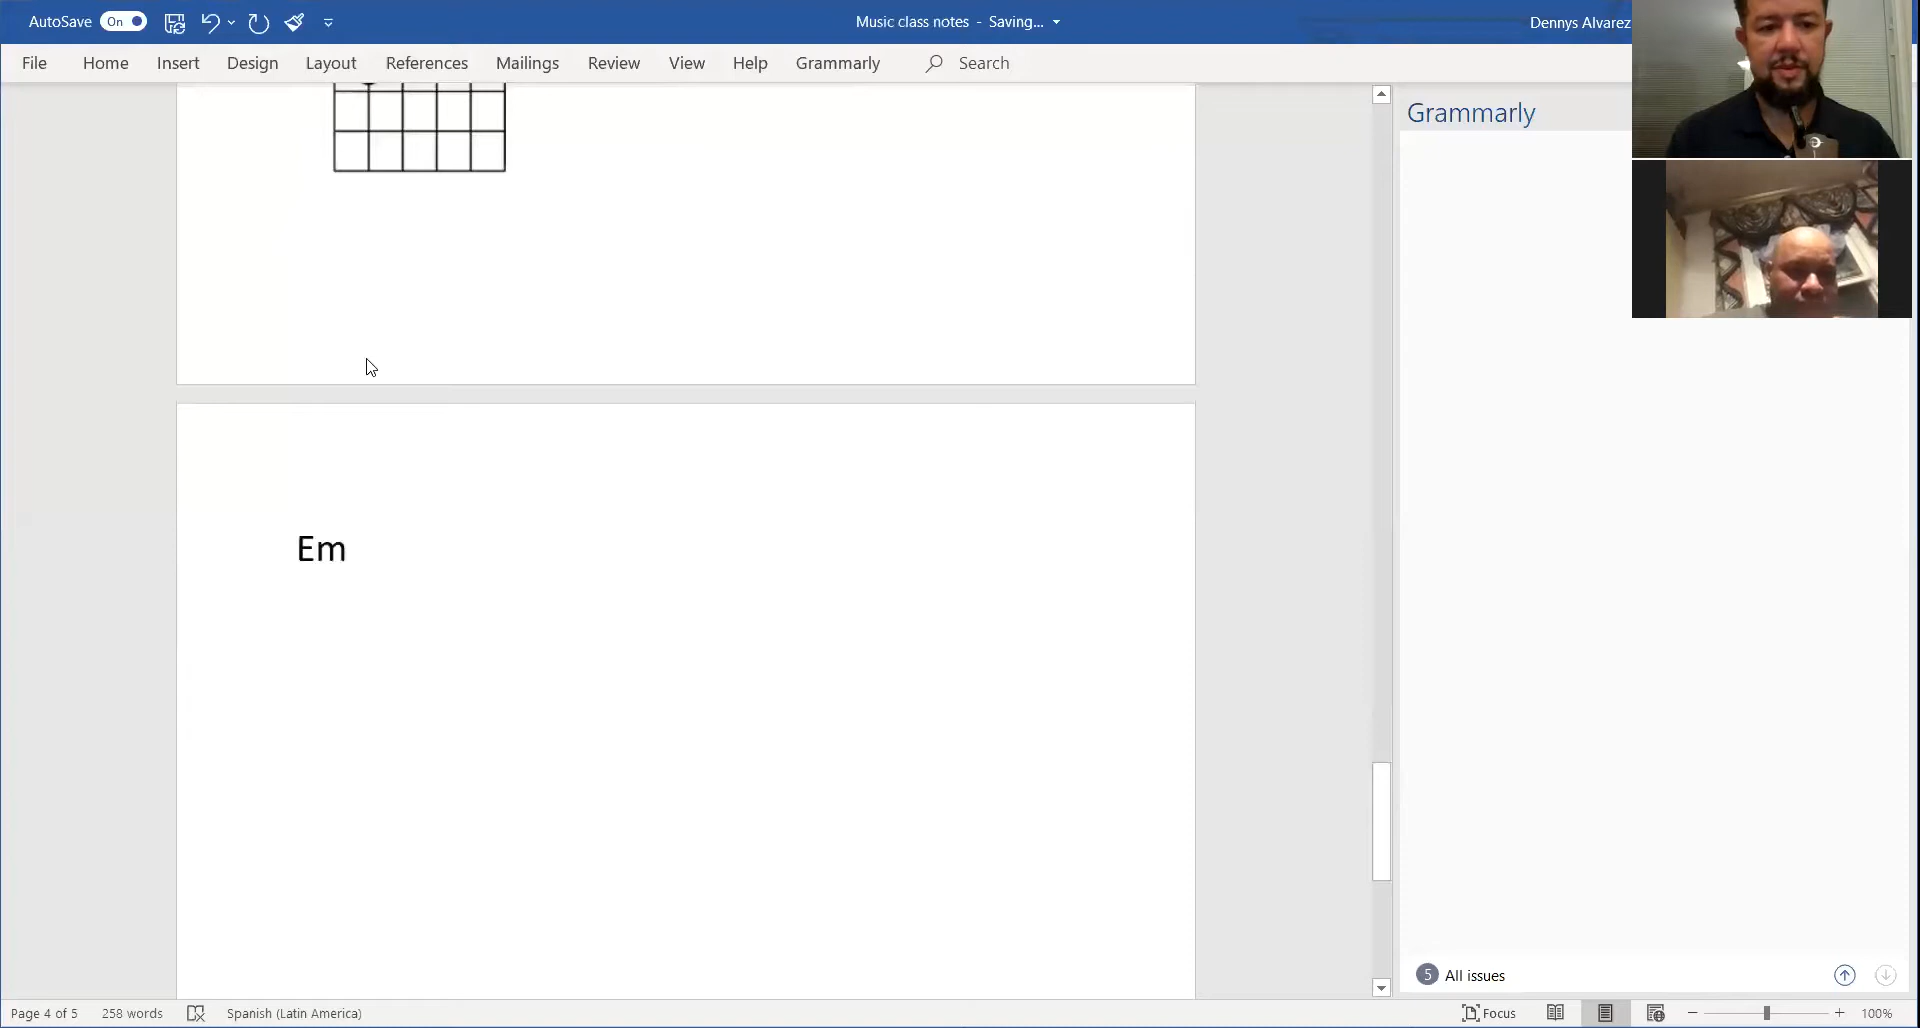 AutoSave On Music class notes - Saving... Dennys Alvarez
File Home Insert Design Layout References Mailings Review View Help Grammarly Search
Grammarly
Em
5 All issues
Page 4 of 5 258 words Spanish (Latin America) Focus 100%